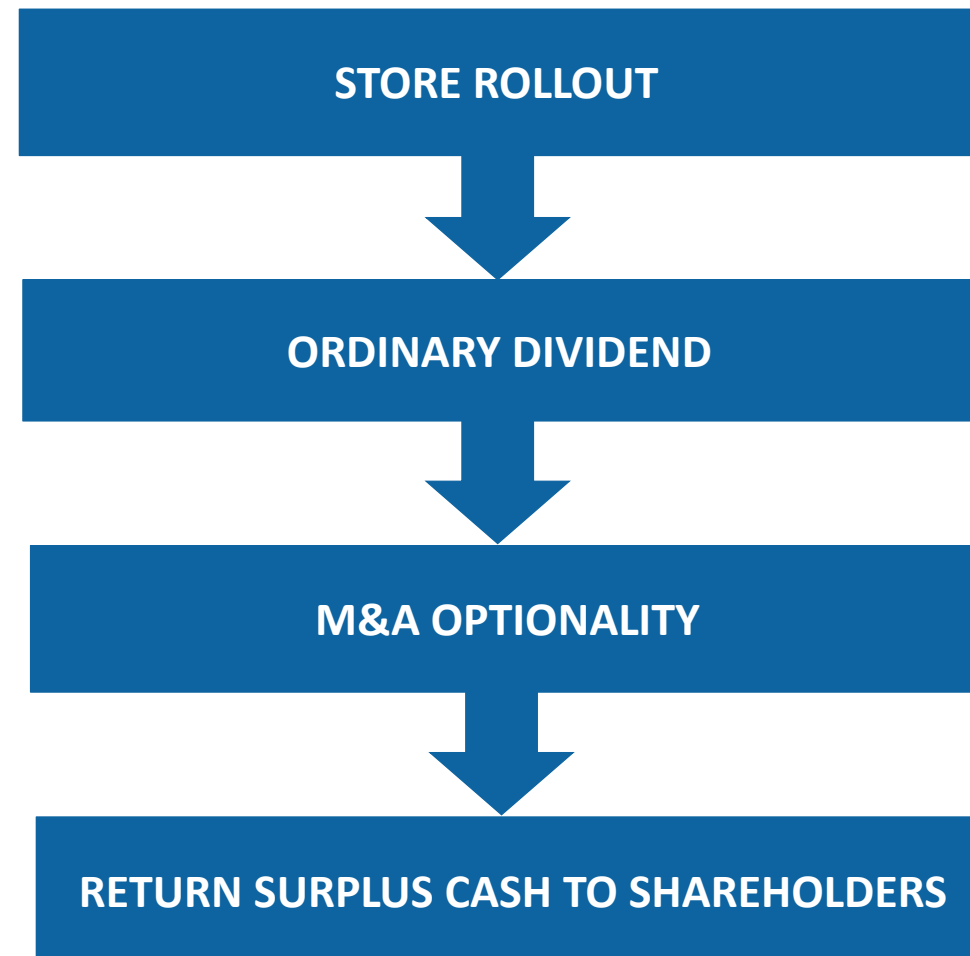 STORE ROLLOUT
ORDINARY DIVIDEND
M&A OPTIONALITY
RETURN SURPLUS CASH TO SHAREHOLDERS